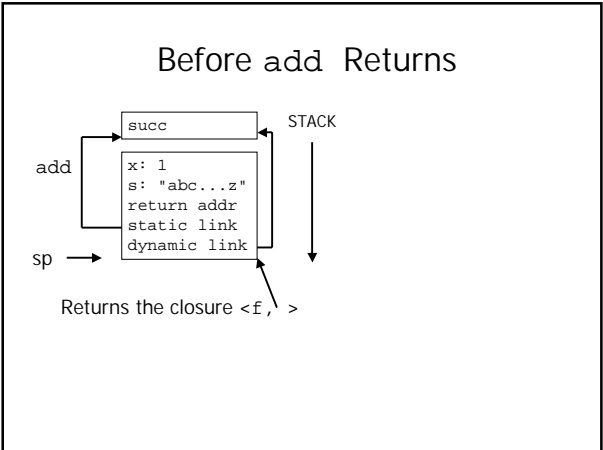 Before add Returns
succ
STACK
add
x: 1
s: "abc...z"
return addr
static link
dynamic link
sp
Returns the closure <f, >